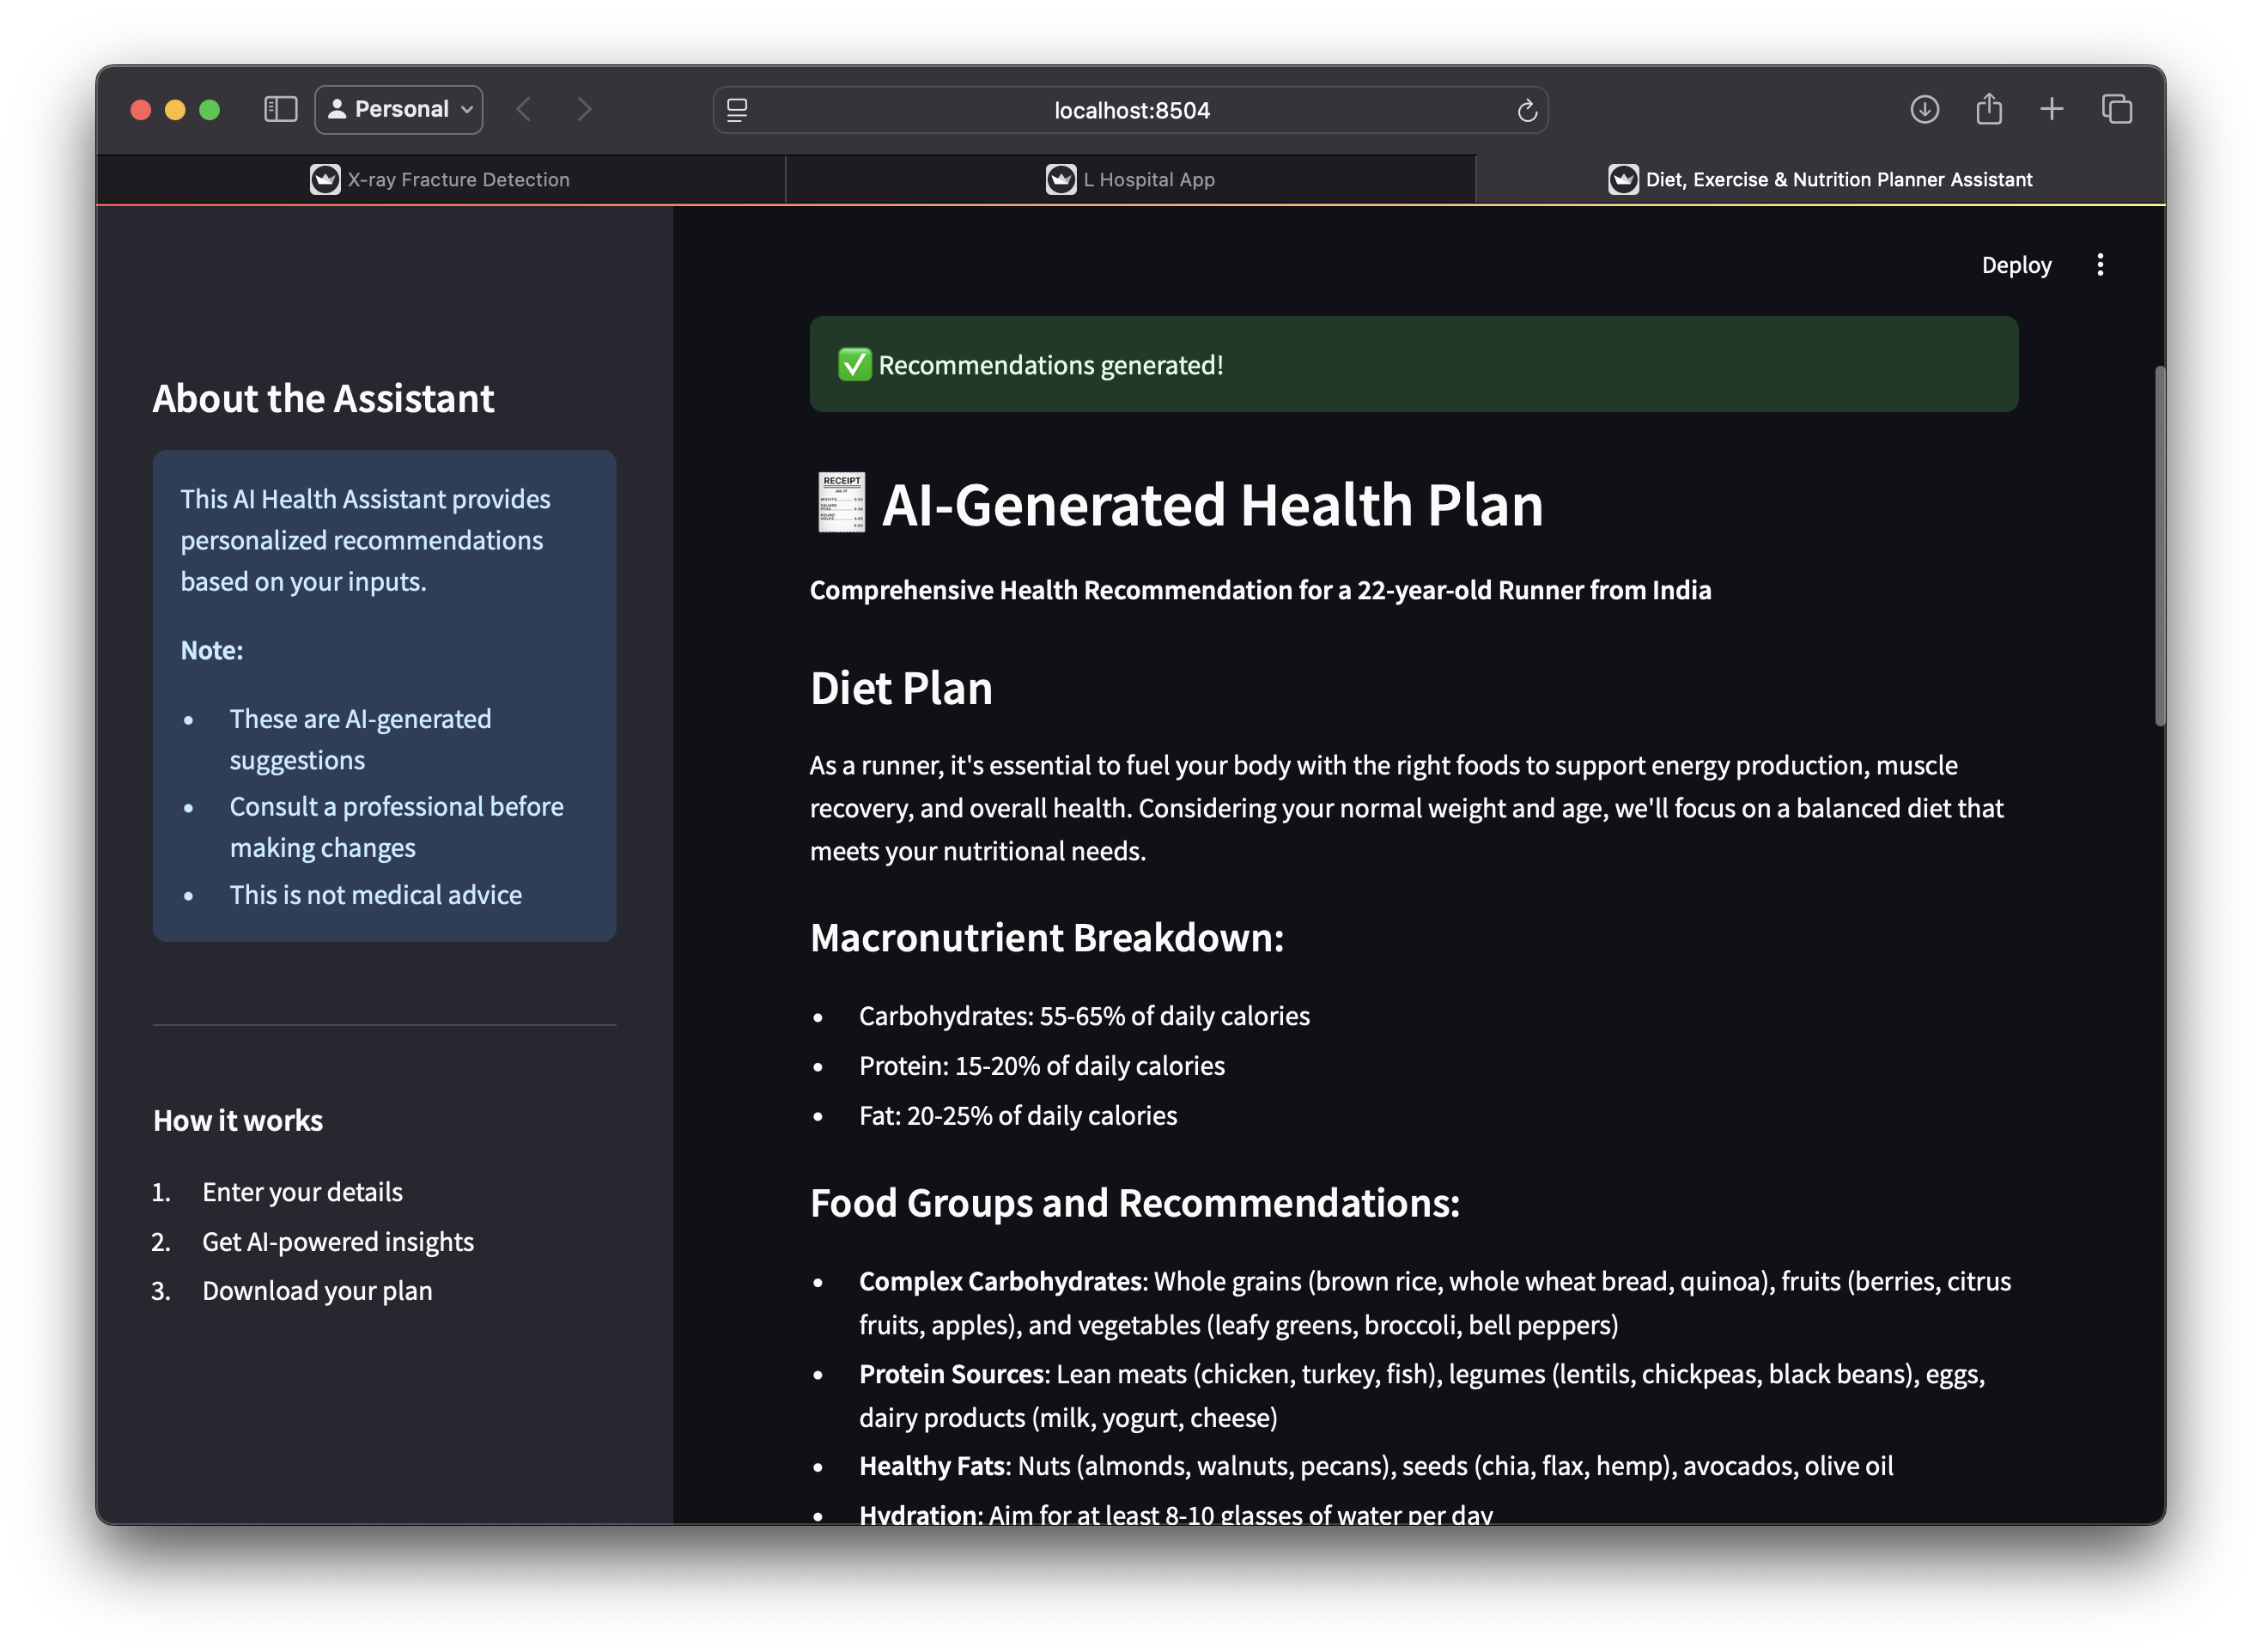 Personal
localhost:8504
X-ray Fracture Detection
L Hospital App
Diet, Exercise & Nutrition Planner Assistant
About the Assistant
This AI Health Assistant provides
personalized recommendations
based on your inputs.
Note:
• These are AI-generated
suggestions
• Consult a professional before
making changes
• This is not medical advice
How it works
1. Enter your details
2. Get AI-powered insights
3. Download your plan
Deploy
Recommendations generated!
RECEIPT
AI-Generated Health Plan
Comprehensive Health Recommendation for a 22-year-old Runner from India
Diet Plan
As a runner, it's essential to fuel your body with the right foods to support energy production, muscle
recovery, and overall health. Considering your normal weight and age, we'll focus on a balanced diet that
meets your nutritional needs.
Macronutrient Breakdown:
• Carbohydrates: 55-65% of daily calories
• Protein: 15-20% of daily calories
• Fat: 20-25% of daily calories
Food Groups and Recommendations:
• Complex Carbohydrates: Whole grains (brown rice, whole wheat bread, quinoa), fruits (berries, citrus
fruits, apples), and vegetables (leafy greens, broccoli, bell peppers)
• Protein Sources: Lean meats (chicken, turkey, fish), legumes (lentils, chickpeas, black beans), eggs,
dairy products (milk, yogurt, cheese)
• Healthy Fats: Nuts (almonds, walnuts, pecans), seeds (chia, flax, hemp), avocados, olive oil
• Hydration: Aim for at least 8-10 glasses of water per day